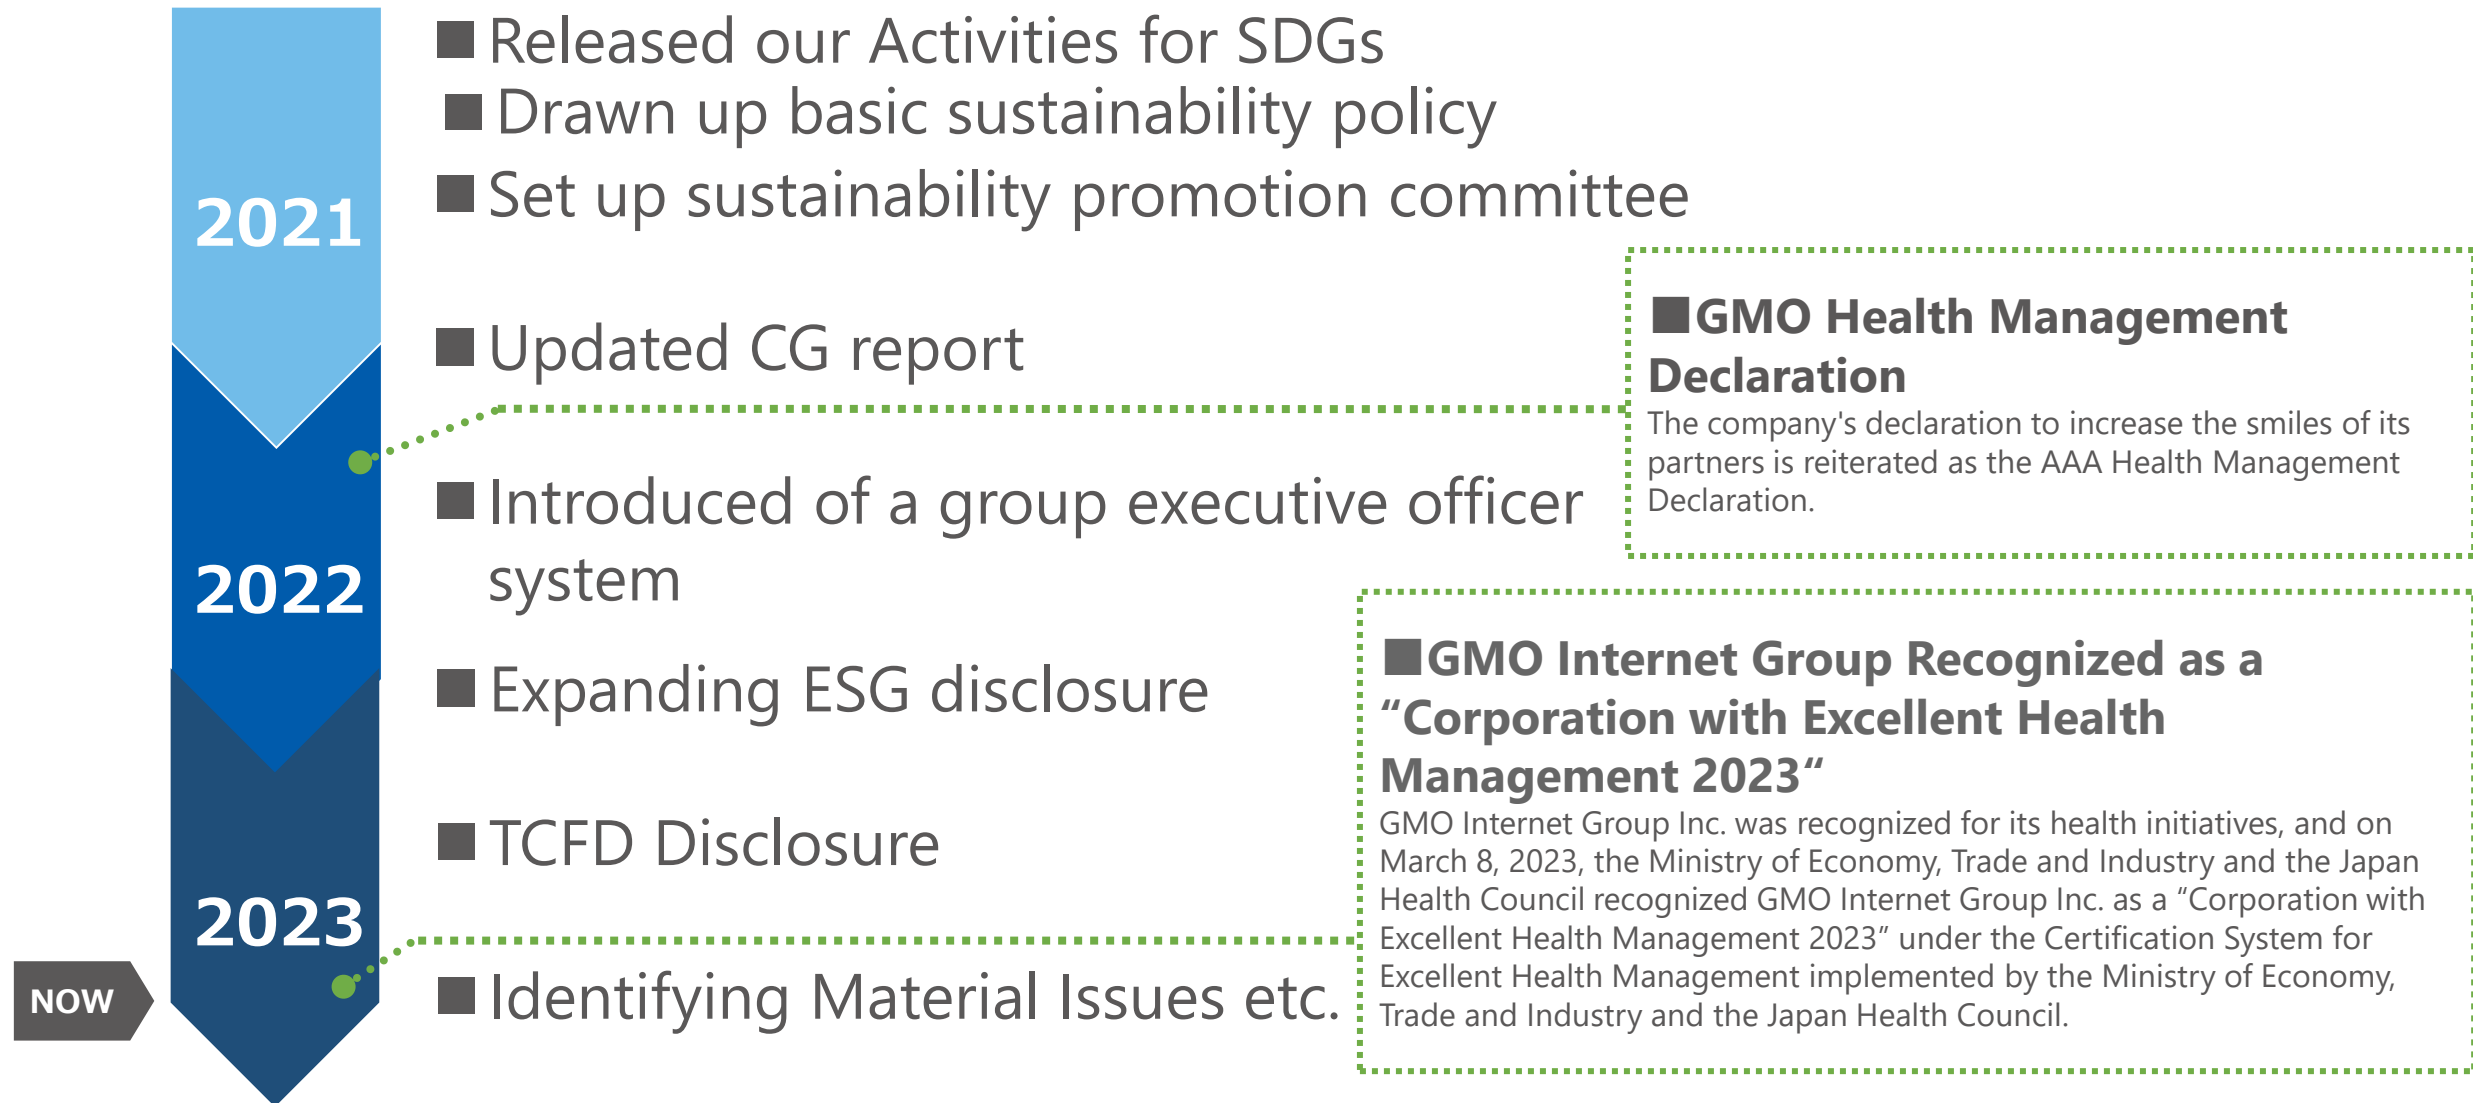 2021
■Released our Activities for SDGs
■Drawn up basic sustainability policy
■Set up sustainability promotion committee
■Updated CG report
■GMO Health Management
Declaration
The company's declaration to increase the smiles of its
partners is reiterated as the AAA Health Management
Declaration.
2022
■Introduced of a group executive officer
system
■Expanding ESG disclosure
■TCFD Disclosure
■GMO Internet Group Recognized as a
“Corporation with Excellent Health
Management 2023“
GMO Internet Group Inc. was recognized for its health initiatives, and on
March 8, 2023, the Ministry of Economy, Trade and Industry and the Japan
Health Council recognized GMO Internet Group Inc. as a “Corporation with
Excellent Health Management 2023” under the Certification System for
Excellent Health Management implemented by the Ministry of Economy,
Trade and Industry and the Japan Health Council.
2023
NOW
■Identifying Material Issues etc.